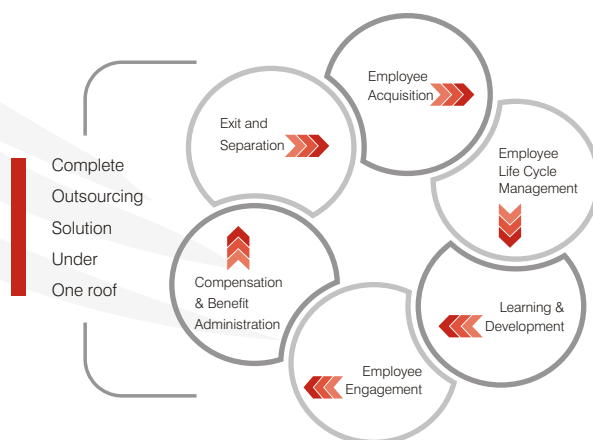 Complete
Outsourcing
Solution
Under
One roof
Employee
Acquisition
Employee
Life Cycle
Management
Learning &
Development
Employee
Engagement
Compensation
& Benefit
Administration
Exit and
Separation